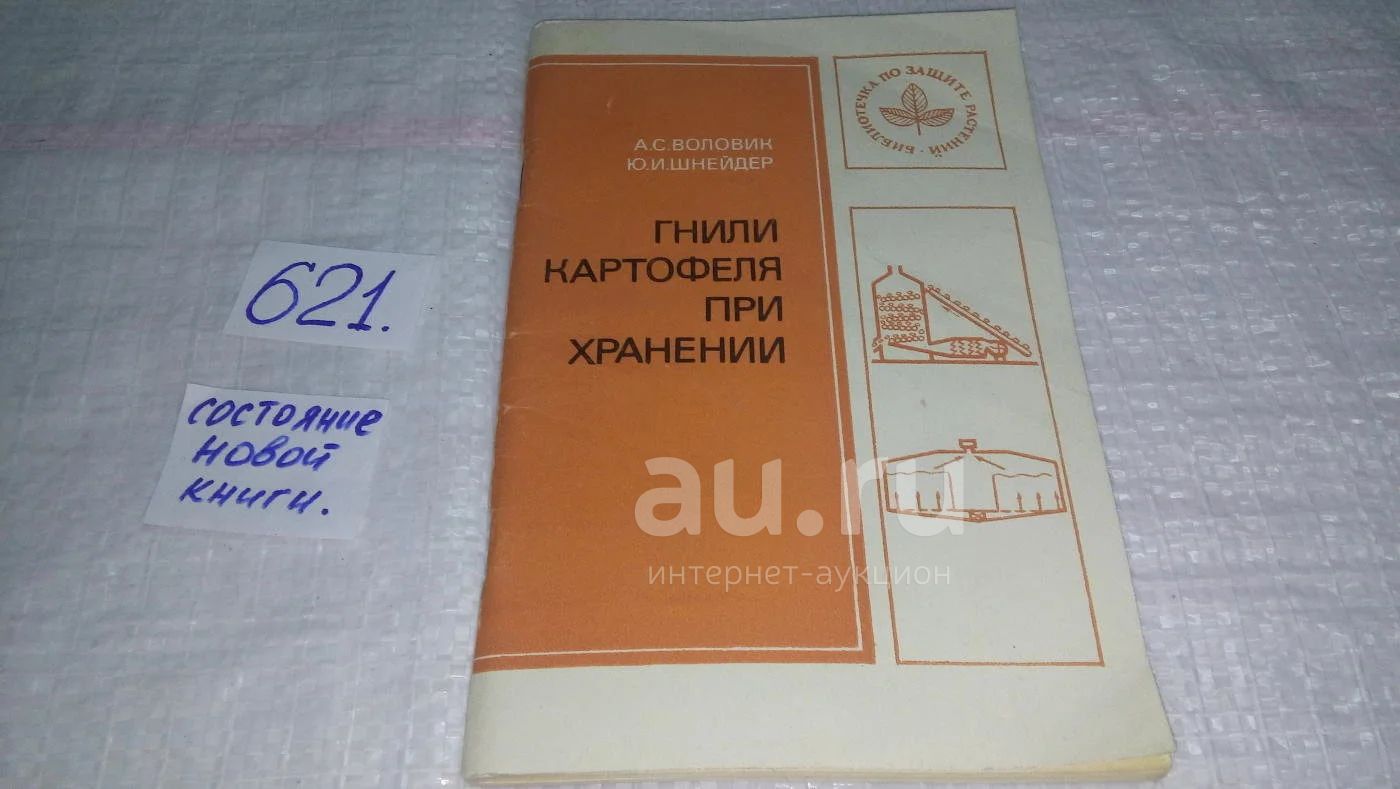 БИБЛИОТЕЧКА ПО ЗАЩИТЕ РАСТЕНИЙ ·
А.С.ВОЛОВИК
Ю.И.ШНЕЙДЕР
ГНИЛИ
КАРТОФЕЛЯ
ПРИ
ХРАНЕНИИ
621.
состояние
новой
книги.
au.ru
интернет-аукцион